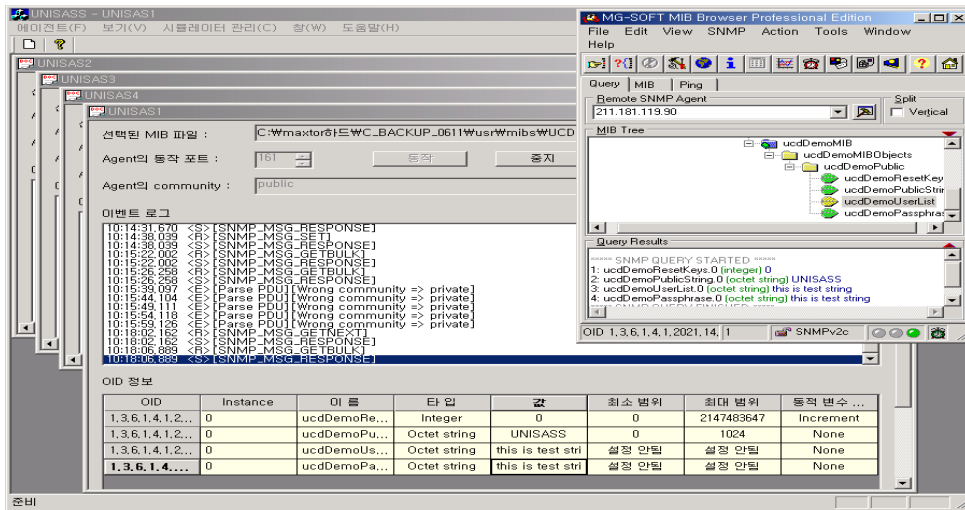 UNISASS - UNISAS1
에이전트(F) 보기(V) 시뮬레이터 관리(C) 창(W) 도움말(H)
UNISAS2
UNISAS3
UNISAS4
UNISAS1
선택된 MIB 파일 : C:₩maxtor하드₩C_BACKUP_0611₩usr₩mibs₩UCD
Agent의 동작 포트 : 161 동작 중지
Agent의 community : public
이벤트 로그
10:14:31,670 <S>[SNMP_MSG_RESPONSE]
10:14:38,039 <R>[SNMP_MSG_SET]
10:14:38,039 <S>[SNMP_MSG_RESPONSE]
10:15:22,002 <R>[SNMP_MSG_GETBULK]
10:15:22,002 <S>[SNMP_MSG_RESPONSE]
10:15:26,258 <R>[SNMP_MSG_GETBULK]
10:15:26,258 <S>[SNMP_MSG_RESPONSE]
10:15:39,097 <E>[Parse PDU][Wrong community => private]
10:15:44,104 <E>[Parse PDU][Wrong community => private]
10:15:49,111 <E>[Parse PDU][Wrong community => private]
10:15:54,118 <E>[Parse PDU][Wrong community => private]
10:15:59,126 <E>[Parse PDU][Wrong community => private]
10:18:02,162 <R>[SNMP_MSG_GETNEXT]
10:18:02,162 <S>[SNMP_MSG_RESPONSE]
10:18:06,889 <R>[SNMP_MSG_GETBULK]
10:18:06,889 <S>[SNMP_MSG_RESPONSE]
OID 정보
OID Instance 이 름 타 입 값 최소 범위 최대 범위 동적 변수 ...
1,3,6,1,4,1,2... 0 ucdDemoRe... Integer 0 0 2147483647 Increment
1,3,6,1,4,1,2... 0 ucdDemoPu... Octet string UNISASS 0 1024 None
1,3,6,1,4,1,2... 0 ucdDemoUs... Octet string this is test stri 설정 안됨 설정 안됨 None
1,3,6,1,4.... 0 ucdDemoPa... Octet string this is test stri 설정 안됨 설정 안됨 None
준비
MG-SOFT MIB Browser Professional Edition
File Edit View SNMP Action Tools Window
Help
Query MIB Ping
Remote SNMP Agent Split
211.181.119.90 Vertical
MIB Tree
ucdDemoMIB
ucdDemoMIBObjects
ucdDemoPublic
ucdDemoResetKey
ucdDemoPublicStrir
ucdDemoUserList
ucdDemoPassphras
Query Results
***** SNMP QUERY STARTED *****
1: ucdDemoResetKeys.0 (integer) 0
2: ucdDemoPublicString.0 (octet string) UNISASS
3: ucdDemoUserList.0 (octet string) this is test string
4: ucdDemoPassphrase.0 (octet string) this is test string
OID 1,3,6,1,4,1,2021,14, 1 SNMPv2c